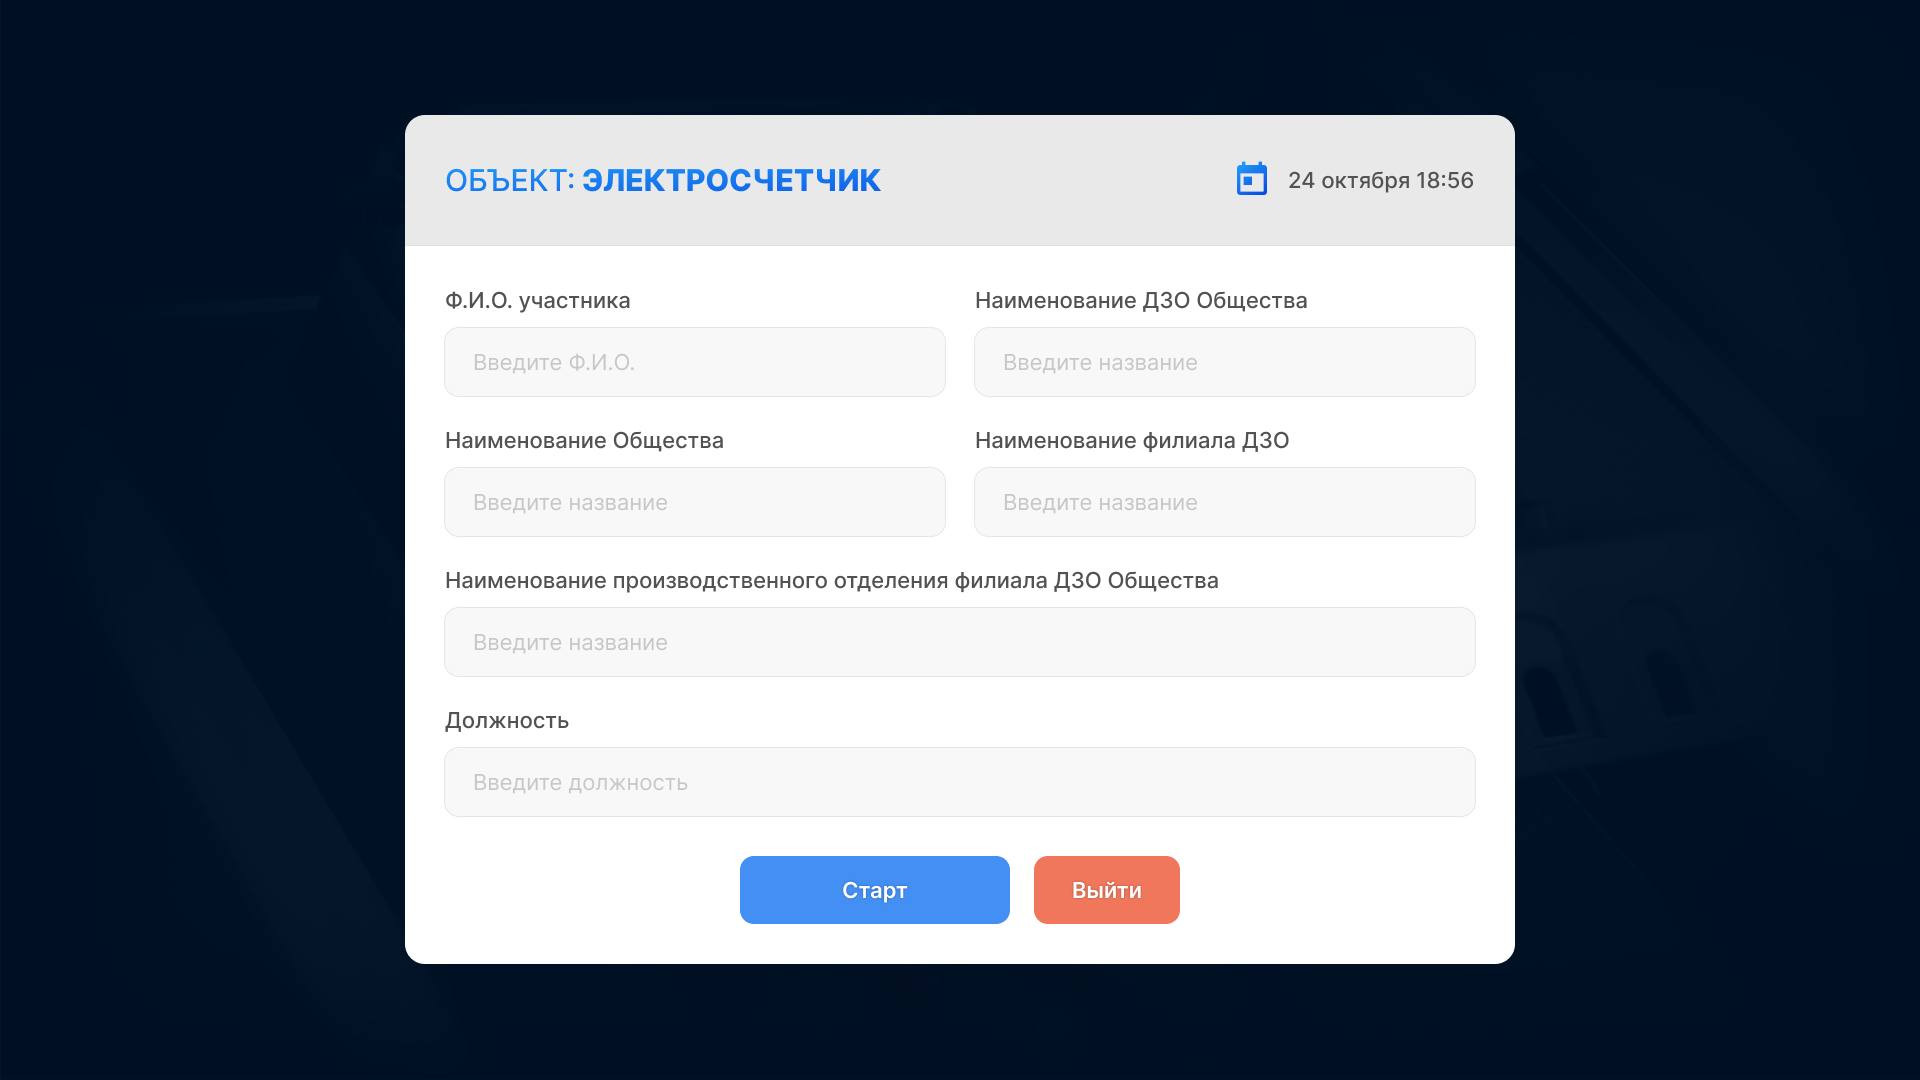 ОБЪЕКТ: ЭЛЕКТРОСЧЕТЧИК
24 октября 18:56
Ф.И.О. участника
Введите Ф.И.О.
Наименование ДЗО Общества
Введите название
Наименование Общества
Введите название
Наименование филиала ДЗО
Введите название
Наименование производственного отделения филиала ДЗО Общества
Введите название
Должность
Введите должность
Старт
Выйти